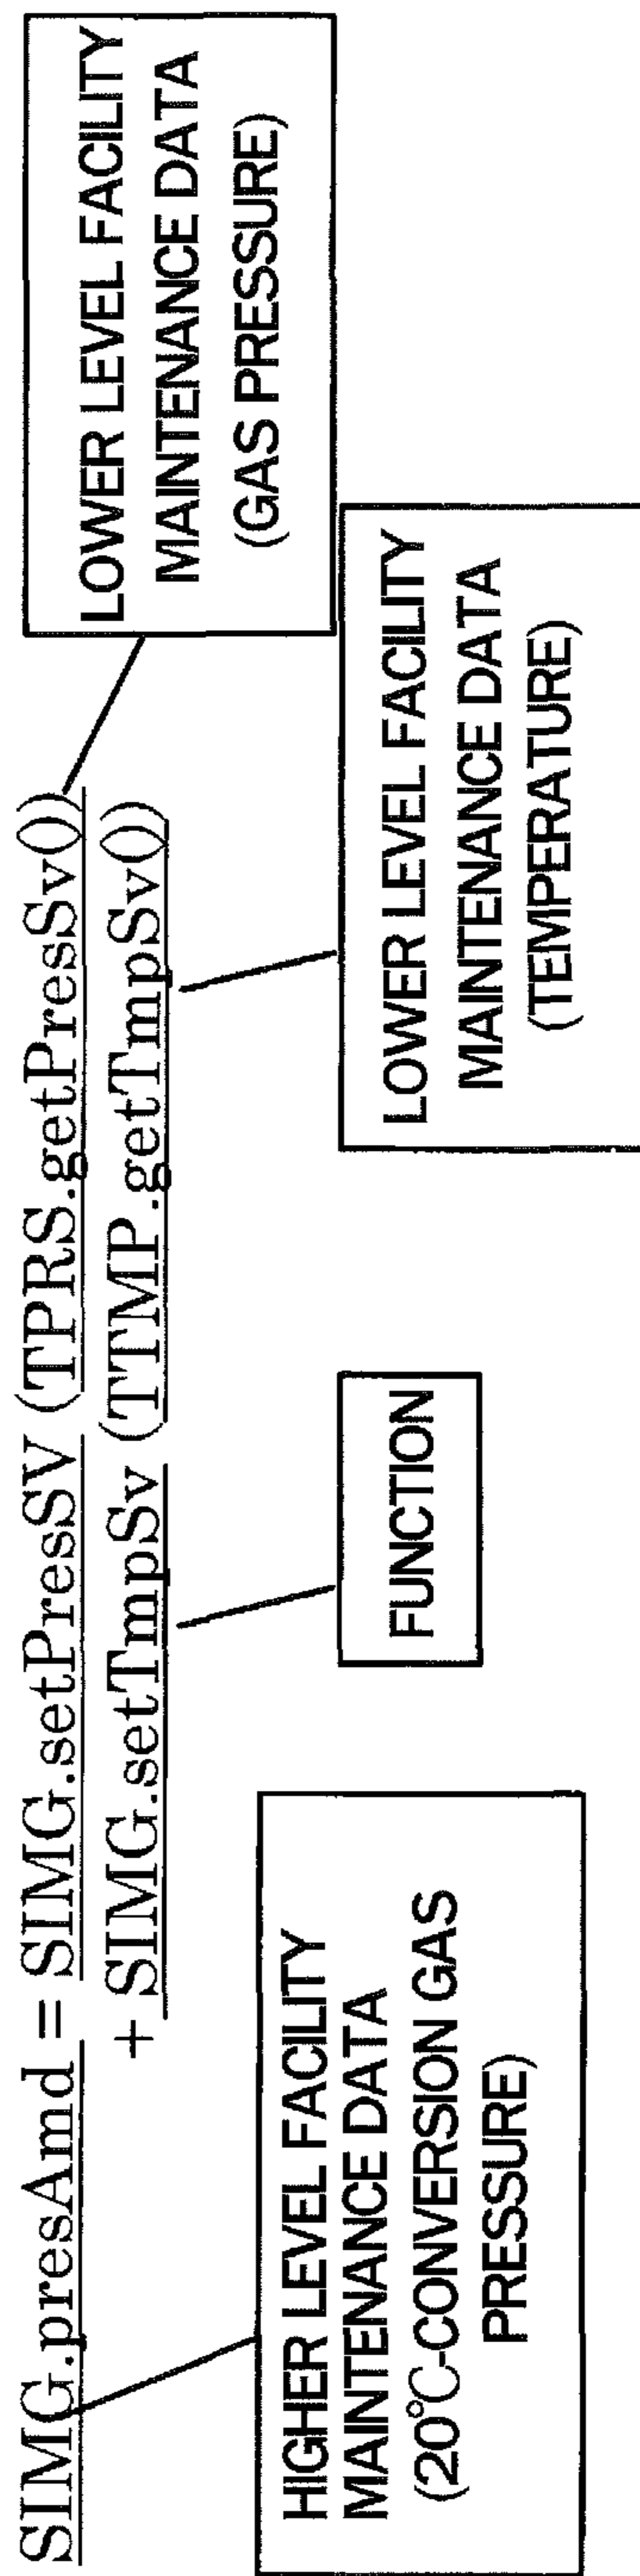 SIMG.presAmd = SIMG.setPresSV (TPRS.getPresSv())
+ SIMG.setTmpSv (TTMP.getTmpSv())
HIGHER LEVEL FACILITY
MAINTENANCE DATA
(20°C-CONVERSION GAS
PRESSURE)
FUNCTION
LOWER LEVEL FACILITY
MAINTENANCE DATA
(TEMPERATURE)
LOWER LEVEL FACILITY
MAINTENANCE DATA
(GAS PRESSURE)